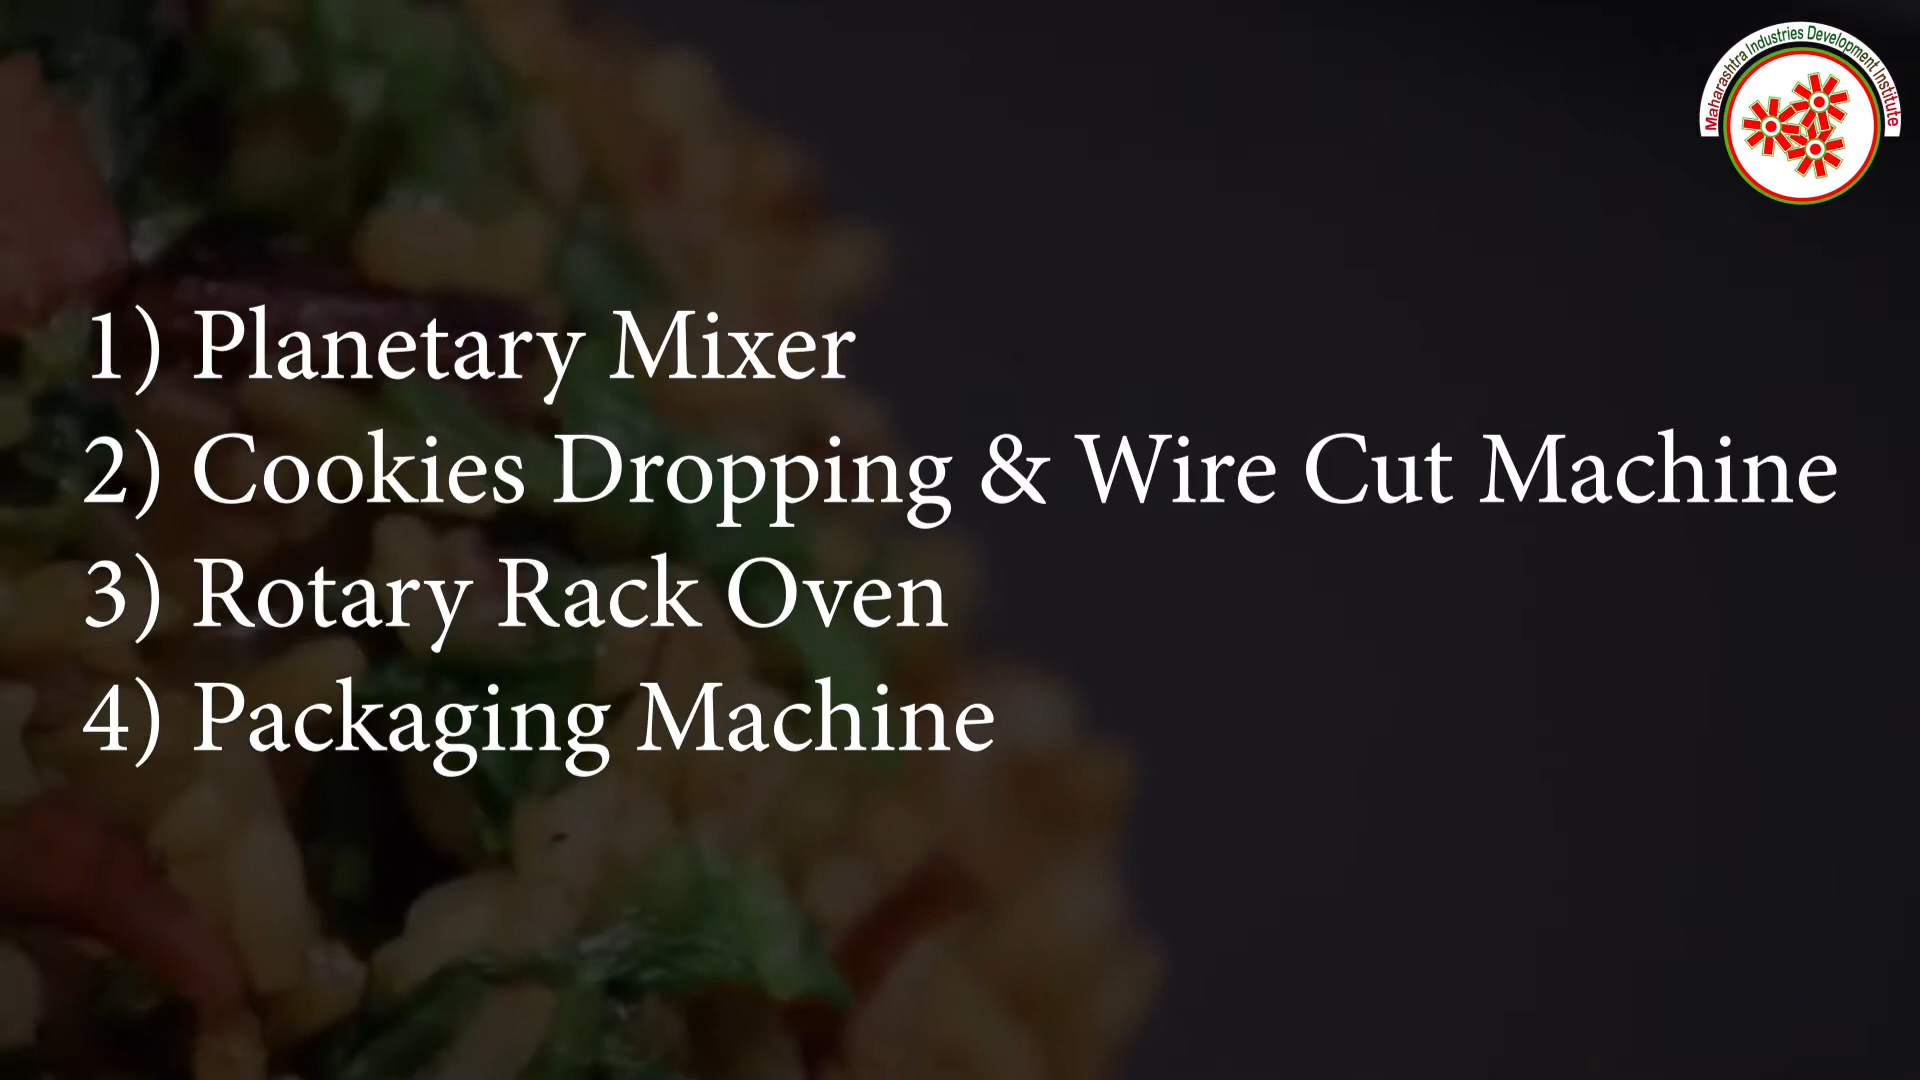 Maharashtra Industries Development Institute
1) Planetary Mixer
2) Cookies Dropping & Wire Cut Machine
3) Rotary Rack Oven
4) Packaging Machine